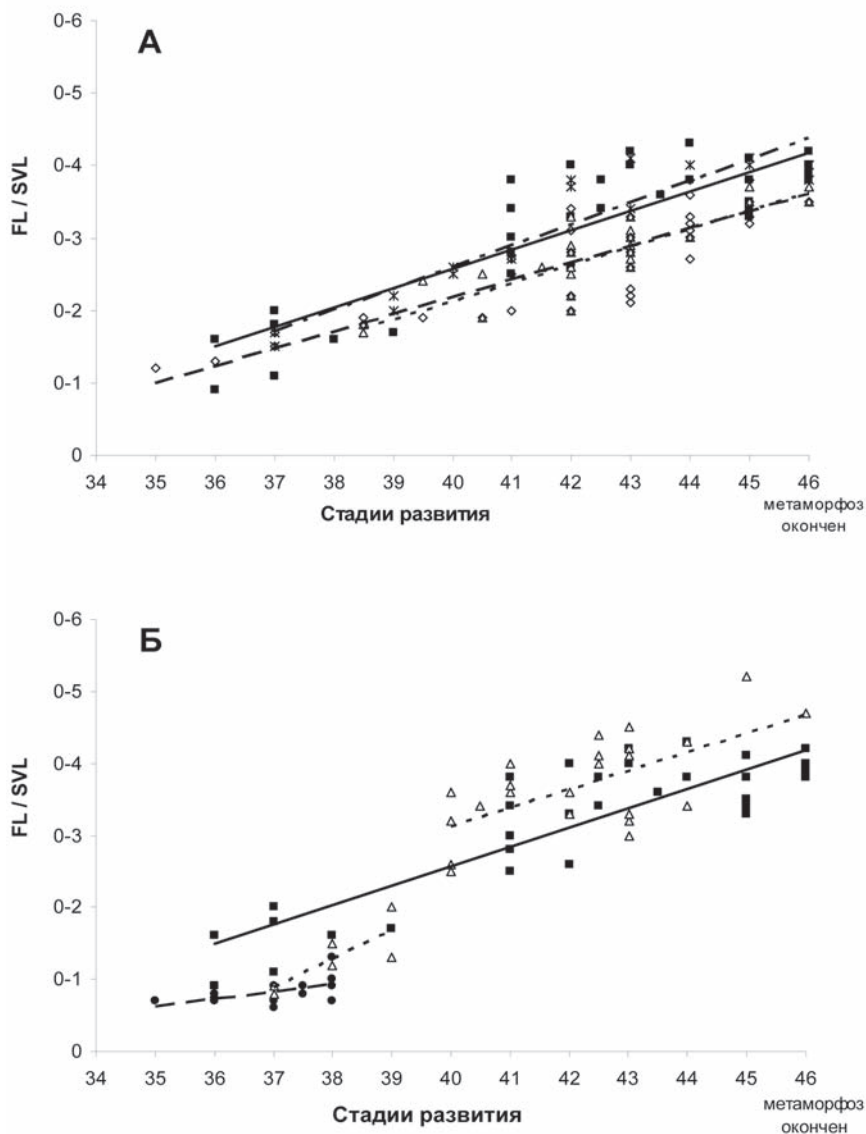 А
0-6
0-5
0-4
0-3
0-2
0-1
0
FL / SVL
34 35 36 37 38 39 40 41 42 43 44 45 46
Стадии развития
метаморфоз
окончен
Б
0-6
0-5
0-4
0-3
0-2
0-1
0
FL / SVL
34 35 36 37 38 39 40 41 42 43 44 45 46
Стадии развития
метаморфоз
окончен